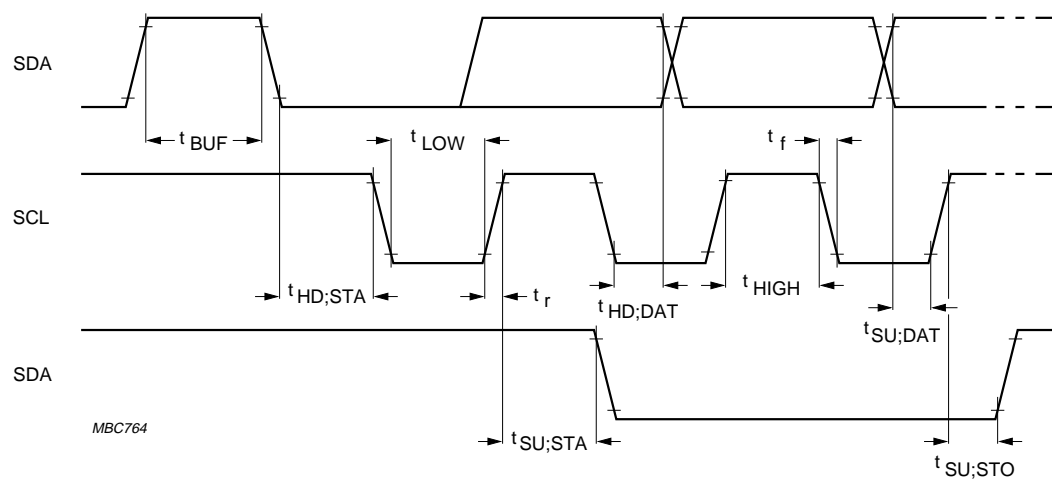 SDA
t BUF
t LOW
t f
SCL
t HD;STA
t r
t HD;DAT
t HIGH
t SU;DAT
SDA
MBC764
t SU;STA
t SU;STO